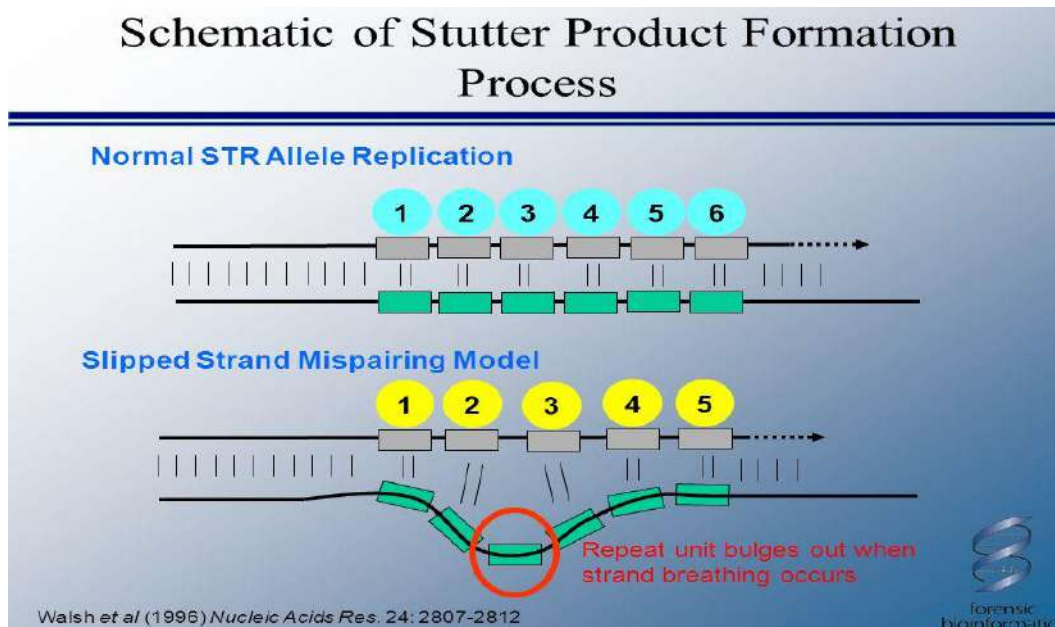 Schematic of Stutter Product Formation
Process
Normal STR Allele Replication
1 2 3 4 5 6
Slipped Strand Mispairing Model
1 2 3 4 5
Repeat unit bulges out when
strand breathing occurs
Walsh et al (1996) Nucleic Acids Res. 24: 2807-2812
forensic
bioinformatic